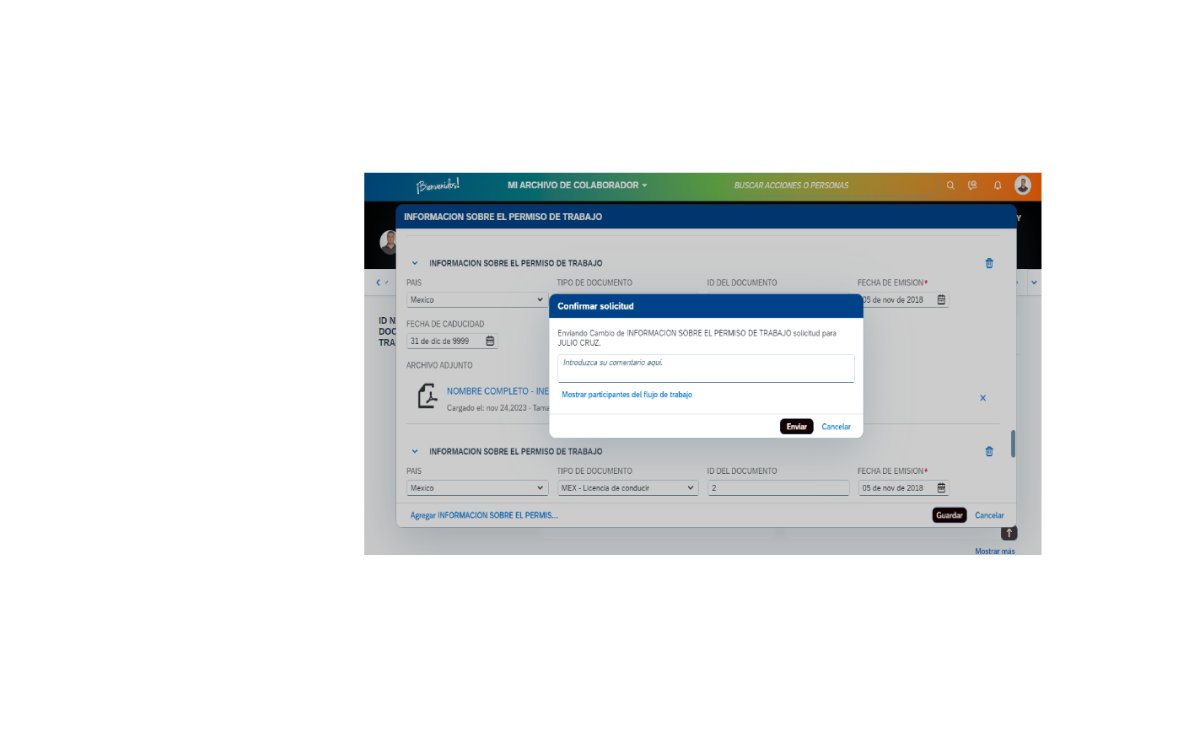 ¡Bienvenidos!
MI ARCHIVO DE COLABORADOR
BUSCAR ACCIONES O PERSONAS
INFORMACION SOBRE EL PERMISO DE TRABAJO
Y
INFORMACION SOBRE EL PERMISO DE TRABAJO
PAIS TIPO DE DOCUMENTO ID DEL DOCUMENTO FECHA DE EMISION*
Mexico 05 de nov de 2018
Confirmar solicitud
ID N
DOC
TRA
FECHA DE CADUCIDAD
31 de dic de 9999
Enviando Cambio de INFORMACION SOBRE EL PERMISO DE TRABAJO solicitud para
JULIO CRUZ.
Introduzca su comentario aquí.
ARCHIVO ADJUNTO
NOMBRE COMPLETO - INE
Cargado el: nov 24,2023 - Tama
Mostrar participantes del flujo de trabajo
Enviar Cancelar
INFORMACION SOBRE EL PERMISO DE TRABAJO
PAIS TIPO DE DOCUMENTO ID DEL DOCUMENTO FECHA DE EMISION*
Mexico MEX - Licencia de conducir 2 05 de nov de 2018
Agregar INFORMACION SOBRE EL PERMIS... Guardar Cancelar
Mostrar más